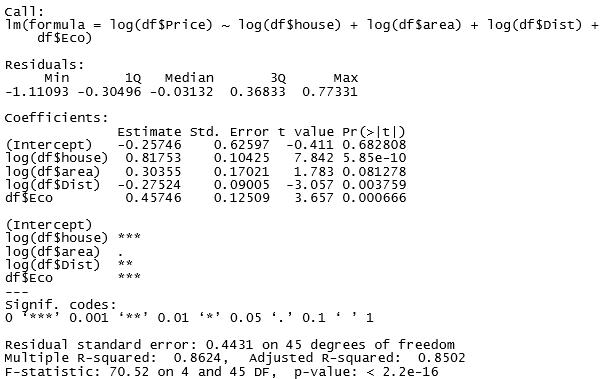 Call:
lm(formula = log(df$Price) ~ log(df$house) + log(df$area) + log(df$Dist) +
    df$Eco)

Residuals:
     Min       1Q   Median       3Q      Max
-1.11093 -0.30496 -0.03132  0.36833  0.77331

Coefficients:
              Estimate Std. Error t value Pr(>|t|)
(Intercept)   -0.25746    0.62597  -0.411 0.682808
log(df$house)  0.81753    0.10425   7.842 5.85e-10
log(df$area)   0.30355    0.17021   1.783 0.081278
log(df$Dist)  -0.27524    0.09005  -3.057 0.003759
df$Eco         0.45746    0.12509   3.657 0.000666

(Intercept)
log(df$house) ***
log(df$area)  .
log(df$Dist)  **
df$Eco        ***
---
Signif. codes:
0 ‘***’ 0.001 ‘**’ 0.01 ‘*’ 0.05 ‘.’ 0.1 ‘ ’ 1

Residual standard error: 0.4431 on 45 degrees of freedom
Multiple R-squared:  0.8624,   Adjusted R-squared:  0.8502
F-statistic: 70.52 on 4 and 45 DF,  p-value: < 2.2e-16